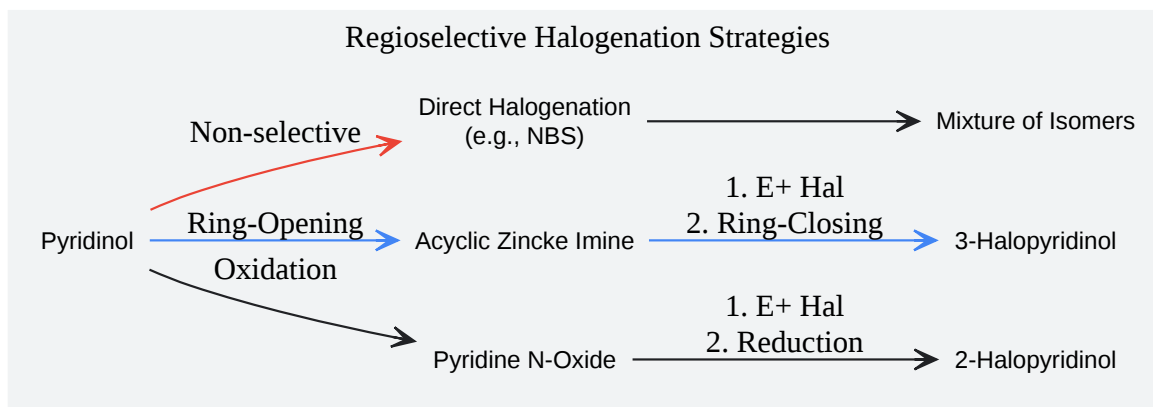 Regioselective Halogenation Strategies
Non-selective
Direct Halogenation
(e.g., NBS)
Mixture of Isomers
Pyridinol
Ring-Opening
Acyclic Zincke Imine
1. E+ Hal
2. Ring-Closing
3-Halopyridinol
Oxidation
Pyridine N-Oxide
1. E+ Hal
2. Reduction
2-Halopyridinol